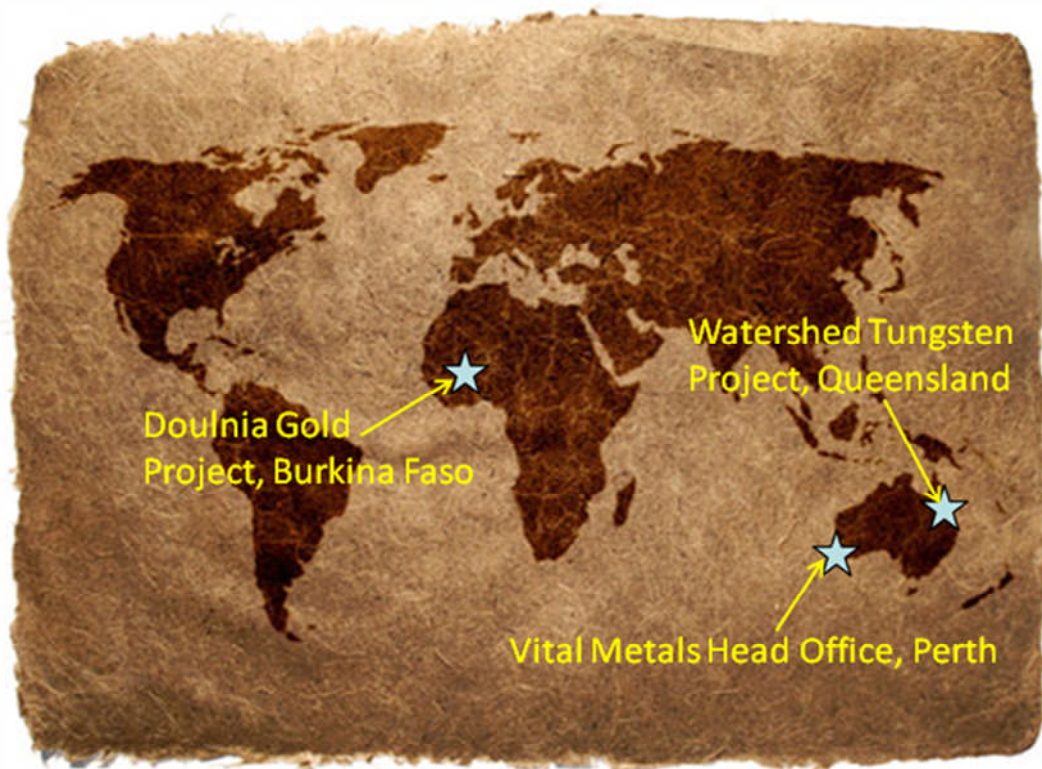 Watershed Tungsten
Project, Queensland
Doulnia Gold
Project, Burkina Faso
Vital Metals Head Office, Perth